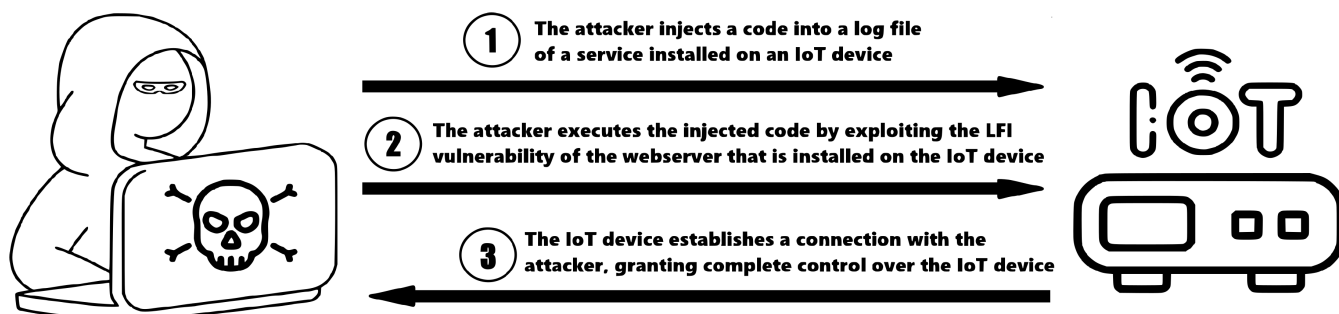 1
The attacker injects a code into a log file
of a service installed on an IoT device
2
The attacker executes the injected code by exploiting the LFI
vulnerability of the webserver that is installed on the IoT device
3
The IoT device establishes a connection with the
attacker, granting complete control over the IoT device
IOT